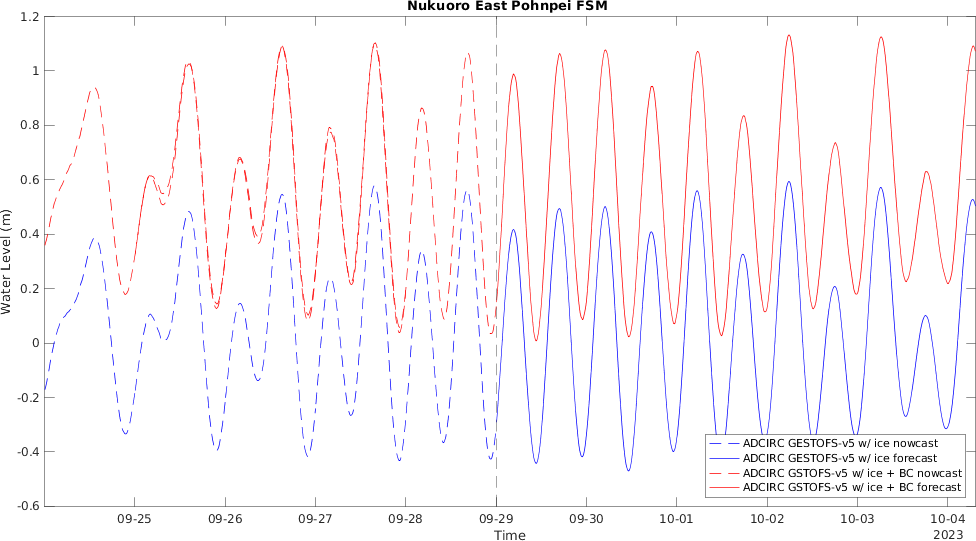 Nukuoro East Pohnpei FSM
1.2
1
0.8
0.6
0.4
0.2
0
-0.2
-0.4
-0.6
Water Level (m)
09-25 09-26 09-27 09-28 09-29 09-30 10-01 10-02 10-03 10-04
Time
2023
ADCIRC GESTOFS-v5 w/ ice nowcast
ADCIRC GESTOFS-v5 w/ ice forecast
ADCIRC GSTOFS-v5 w/ ice + BC nowcast
ADCIRC GSTOFS-v5 w/ ice + BC forecast